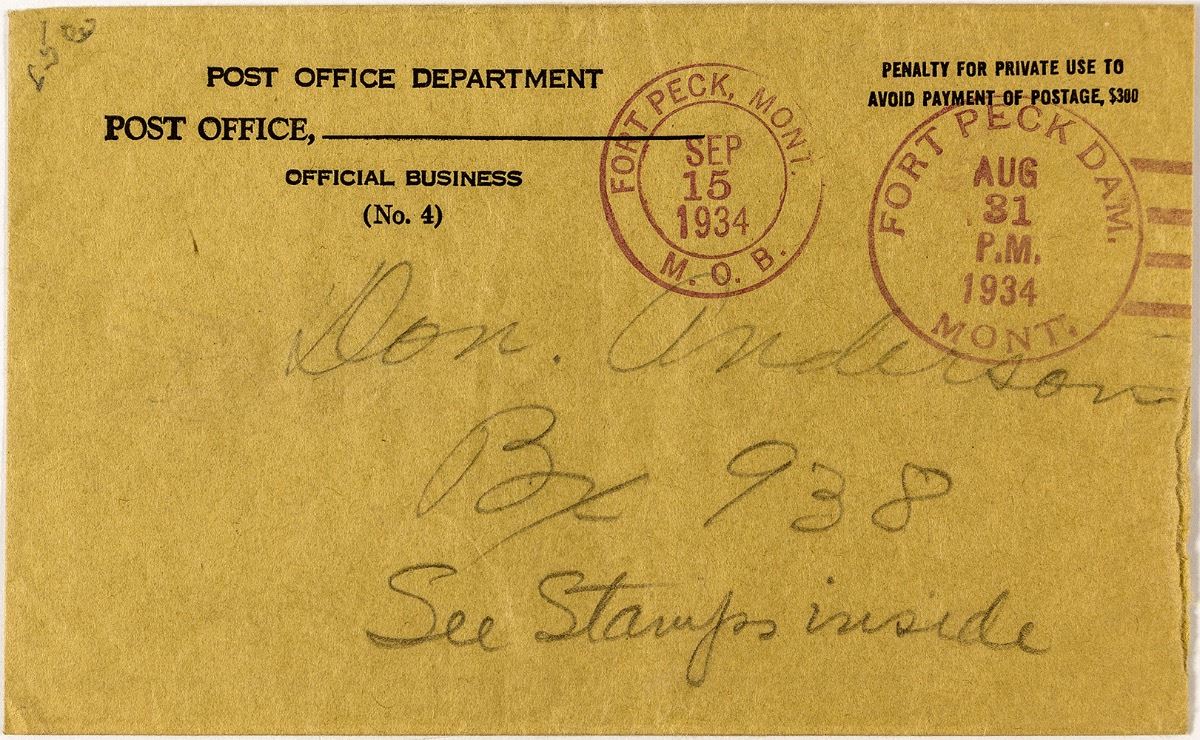 POST OFFICE DEPARTMENT
POST OFFICE,
OFFICIAL BUSINESS
(No. 4)
PENALTY FOR PRIVATE USE TO
AVOID PAYMENT OF POSTAGE, $300
FORT PECK, MONT.
SEP
15
1934
M. O. B.
FORT PECK DAM.
AUG
31
P.M.
1934
MONT.
Don. Anderson
Bx 938
See Stamps inside